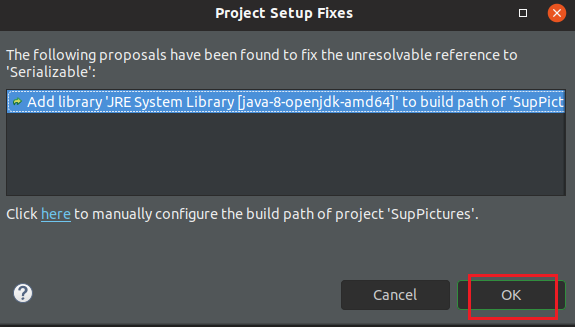 Project Setup Fixes
The following proposals have been found to fix the unresolvable reference to
'Serializable':
Add library 'JRE System Library [java-8-openjdk-amd64]' to build path of 'SupPict
Click here to manually configure the build path of project 'SupPictures'.
Cancel
OK